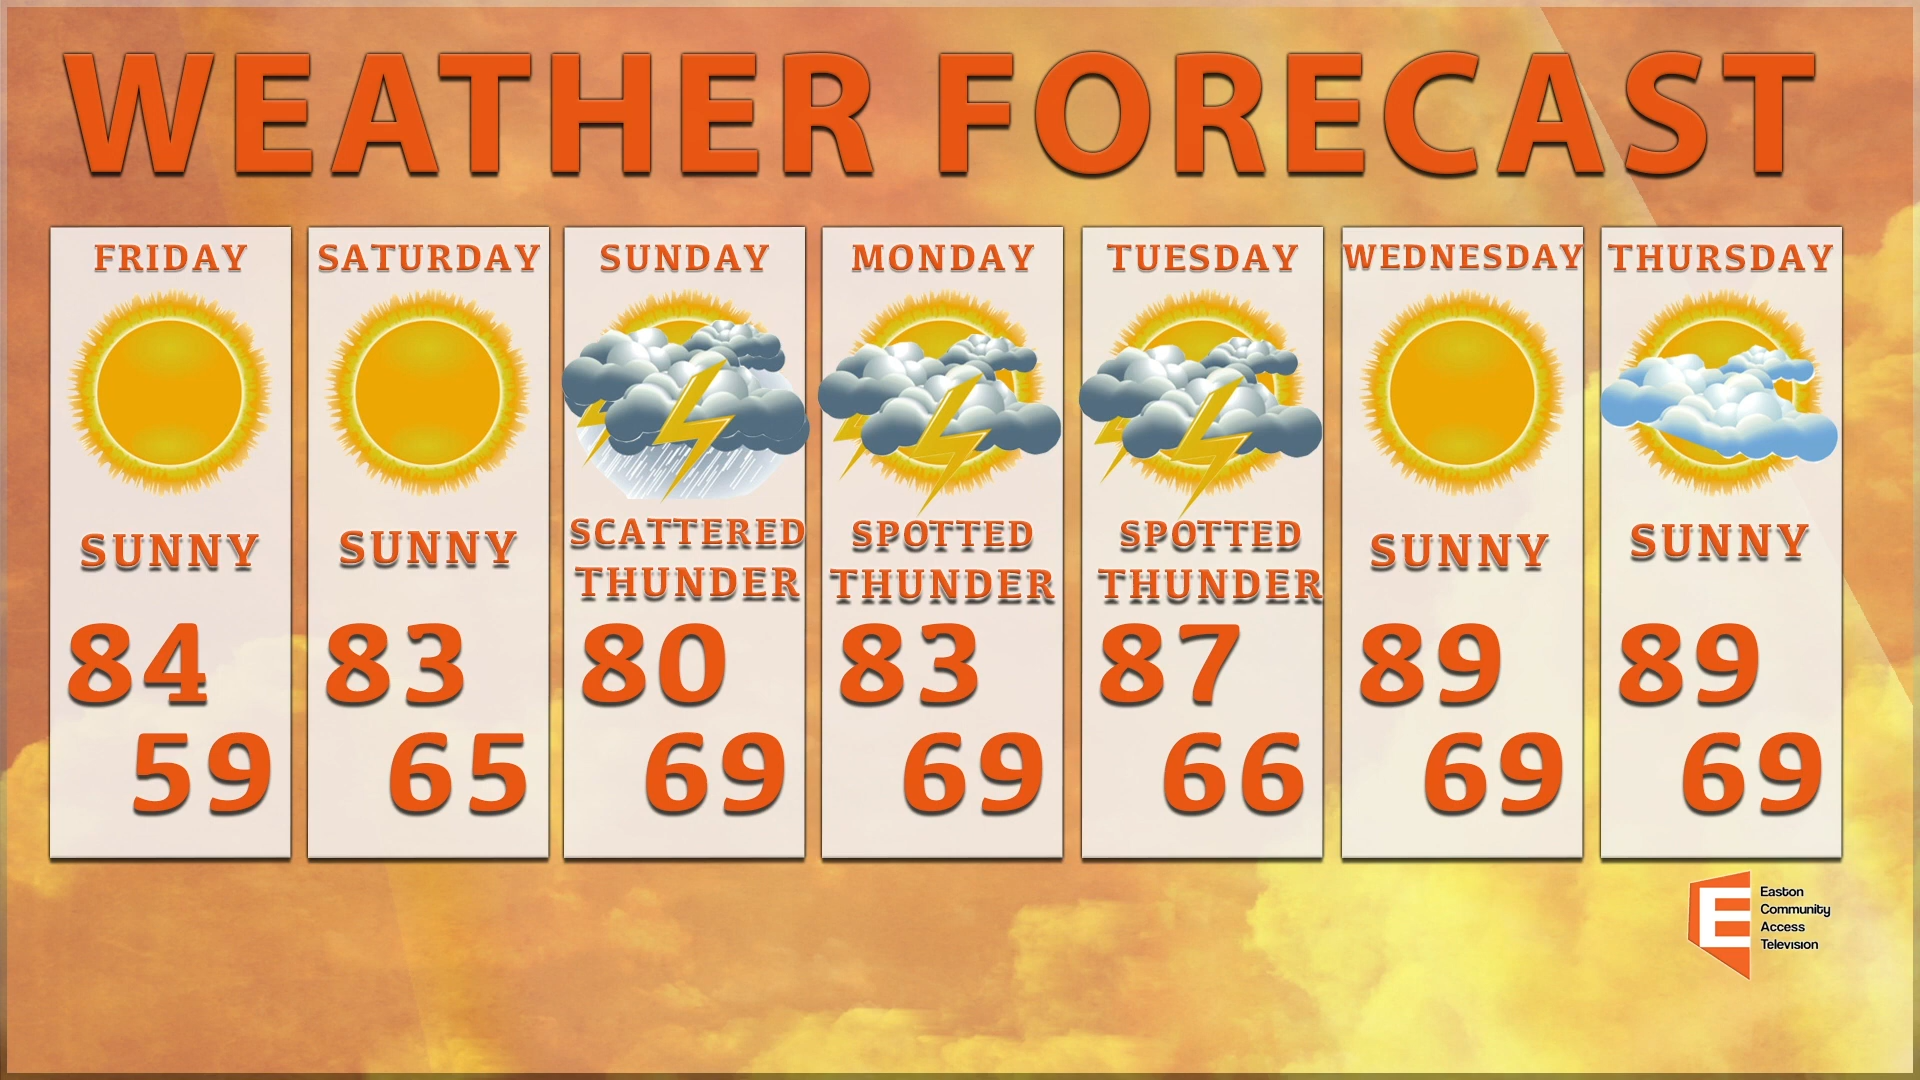 WEATHER FORECAST
FRIDAY
SUNNY
84
59
SATURDAY
SUNNY
83
65
SUNDAY
SCATTERED
THUNDER
80
69
MONDAY
SPOTTED
THUNDER
83
69
TUESDAY
SPOTTED
THUNDER
87
66
WEDNESDAY
SUNNY
89
69
THURSDAY
SUNNY
89
69
E
Easton
Community
Access
Television